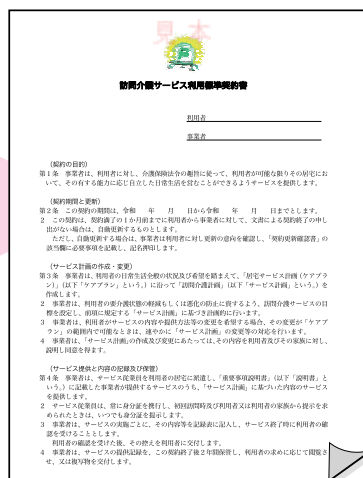 見本
訪問介護サービス利用標準契約書
利用者
事業者
(契約の目的)
第1条 事業者は、利用者に対し、介護保険法令の趣旨に従って、利用者が可能な限りその居宅にお
いて、その有する能力に応じ自立した日常生活を営なことができるようサービスを提供します。
(契約期間と更新)
第2条 この契約の期間は、令和 年 月 日から令和 年 月 日までとします。
2 この契約は、契約満了の1か月前までに利用者から事業者に対して、文書による契約終了の申し
出がない場合は、自動更新するものとします。
ただし、自動更新する場合は、事業者は利用者に対し更新の意向を確認し、「契約更新確認書」の
該当欄に必要事項を記載し、記名押印します。
(サービス計画の作成・変更)
第3条 事業者は、利用者の日常生活全般の状況及び希望を踏まえて、「居宅サービス計画(ケアプラ
ン)」(以下「ケアプラン」という。)に沿って「訪問介護計画」(以下「サービス計画」という。)を
作成します。
2 事業者は、利用者の要介護状態の軽減もしくは悪化の防止に資するよう、訪問介護サービスの目
標を設定し、前項に規定する「サービス計画」に基づき計画的に行います。
3 事業者は、利用者がサービスの内容や提供方法等の変更を希望する場合、その変更が「ケアプ
ラン」の範囲内で可能なときは、速やかに「サービス計画」の変更等の対応を行います。
4 事業者は、「サービス計画」の作成及び変更にあたっては、その内容を利用者及びその家族に対し、
説明し同意を得ます。
(サービス提供と内容の記録及び保管)
第4条 事業者は、サービス従業員を利用者の居宅に派遣し、「重要事項説明書」(以下「説明書」と
いう。)に記載した事業者が提供するサービスのうち、「サービス計画」に基づいた内容のサービス
を提供します。
2 サービス従業員は、常に身分証を携行し、初回訪問時及び利用者又は利用者の家族から提示を求
められたときは、いつでも身分証を提示します。
3 事業者は、サービスの実施ごとに、その内容等を記録表に記入し、サービス終了時に利用者の確
認を受けることとします。
利用者の確認を受けた後、その控えを利用者に交付します。
4 事業者は、サービスの提供記録を、この契約終了後2年間保管し、利用者の求めに応じて閲覧さ
せ、又は複写物を交付します。